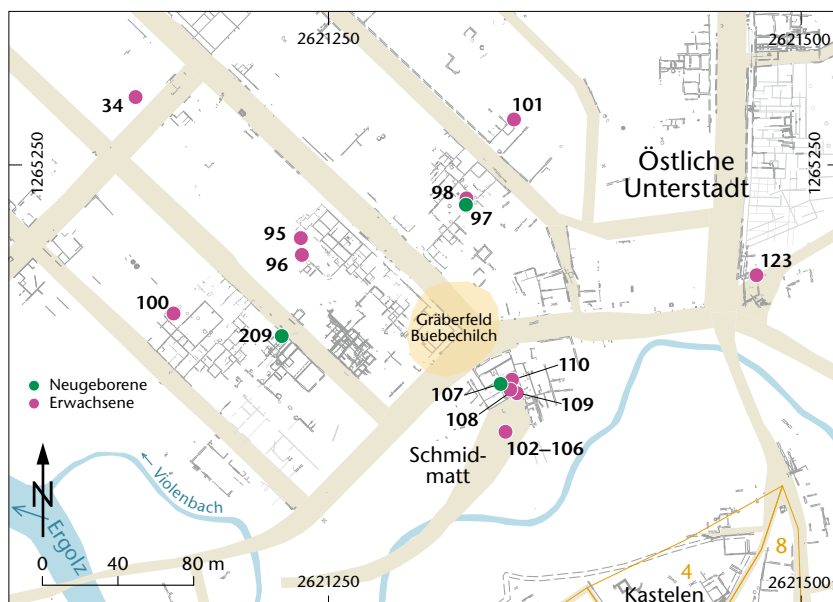 2621250
2621500
34
101
1265250
1265250
Östliche
Unterstadt
98
97
95
96
123
100
209
Gräberfeld
Buebechilch
Neugeborene
Erwachsene
110
107
109
108
102–106
Schmid-
matt
N
Violenbach
Ergolz
0 40 80 m
4
8
Kastelen
2621250
2621500